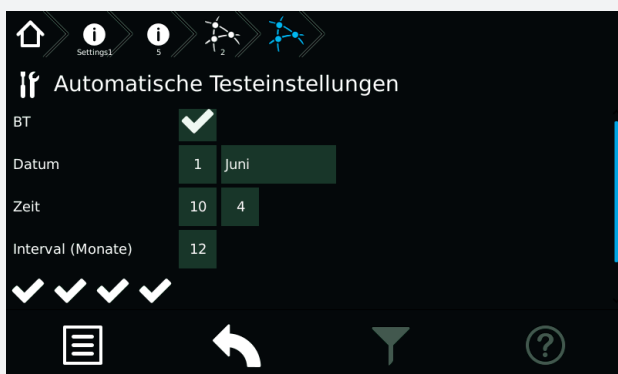 Settings1 5 2
Automatische Testeinstellungen
BT
Datum 1 Juni
Zeit 10 4
Interval (Monate) 12